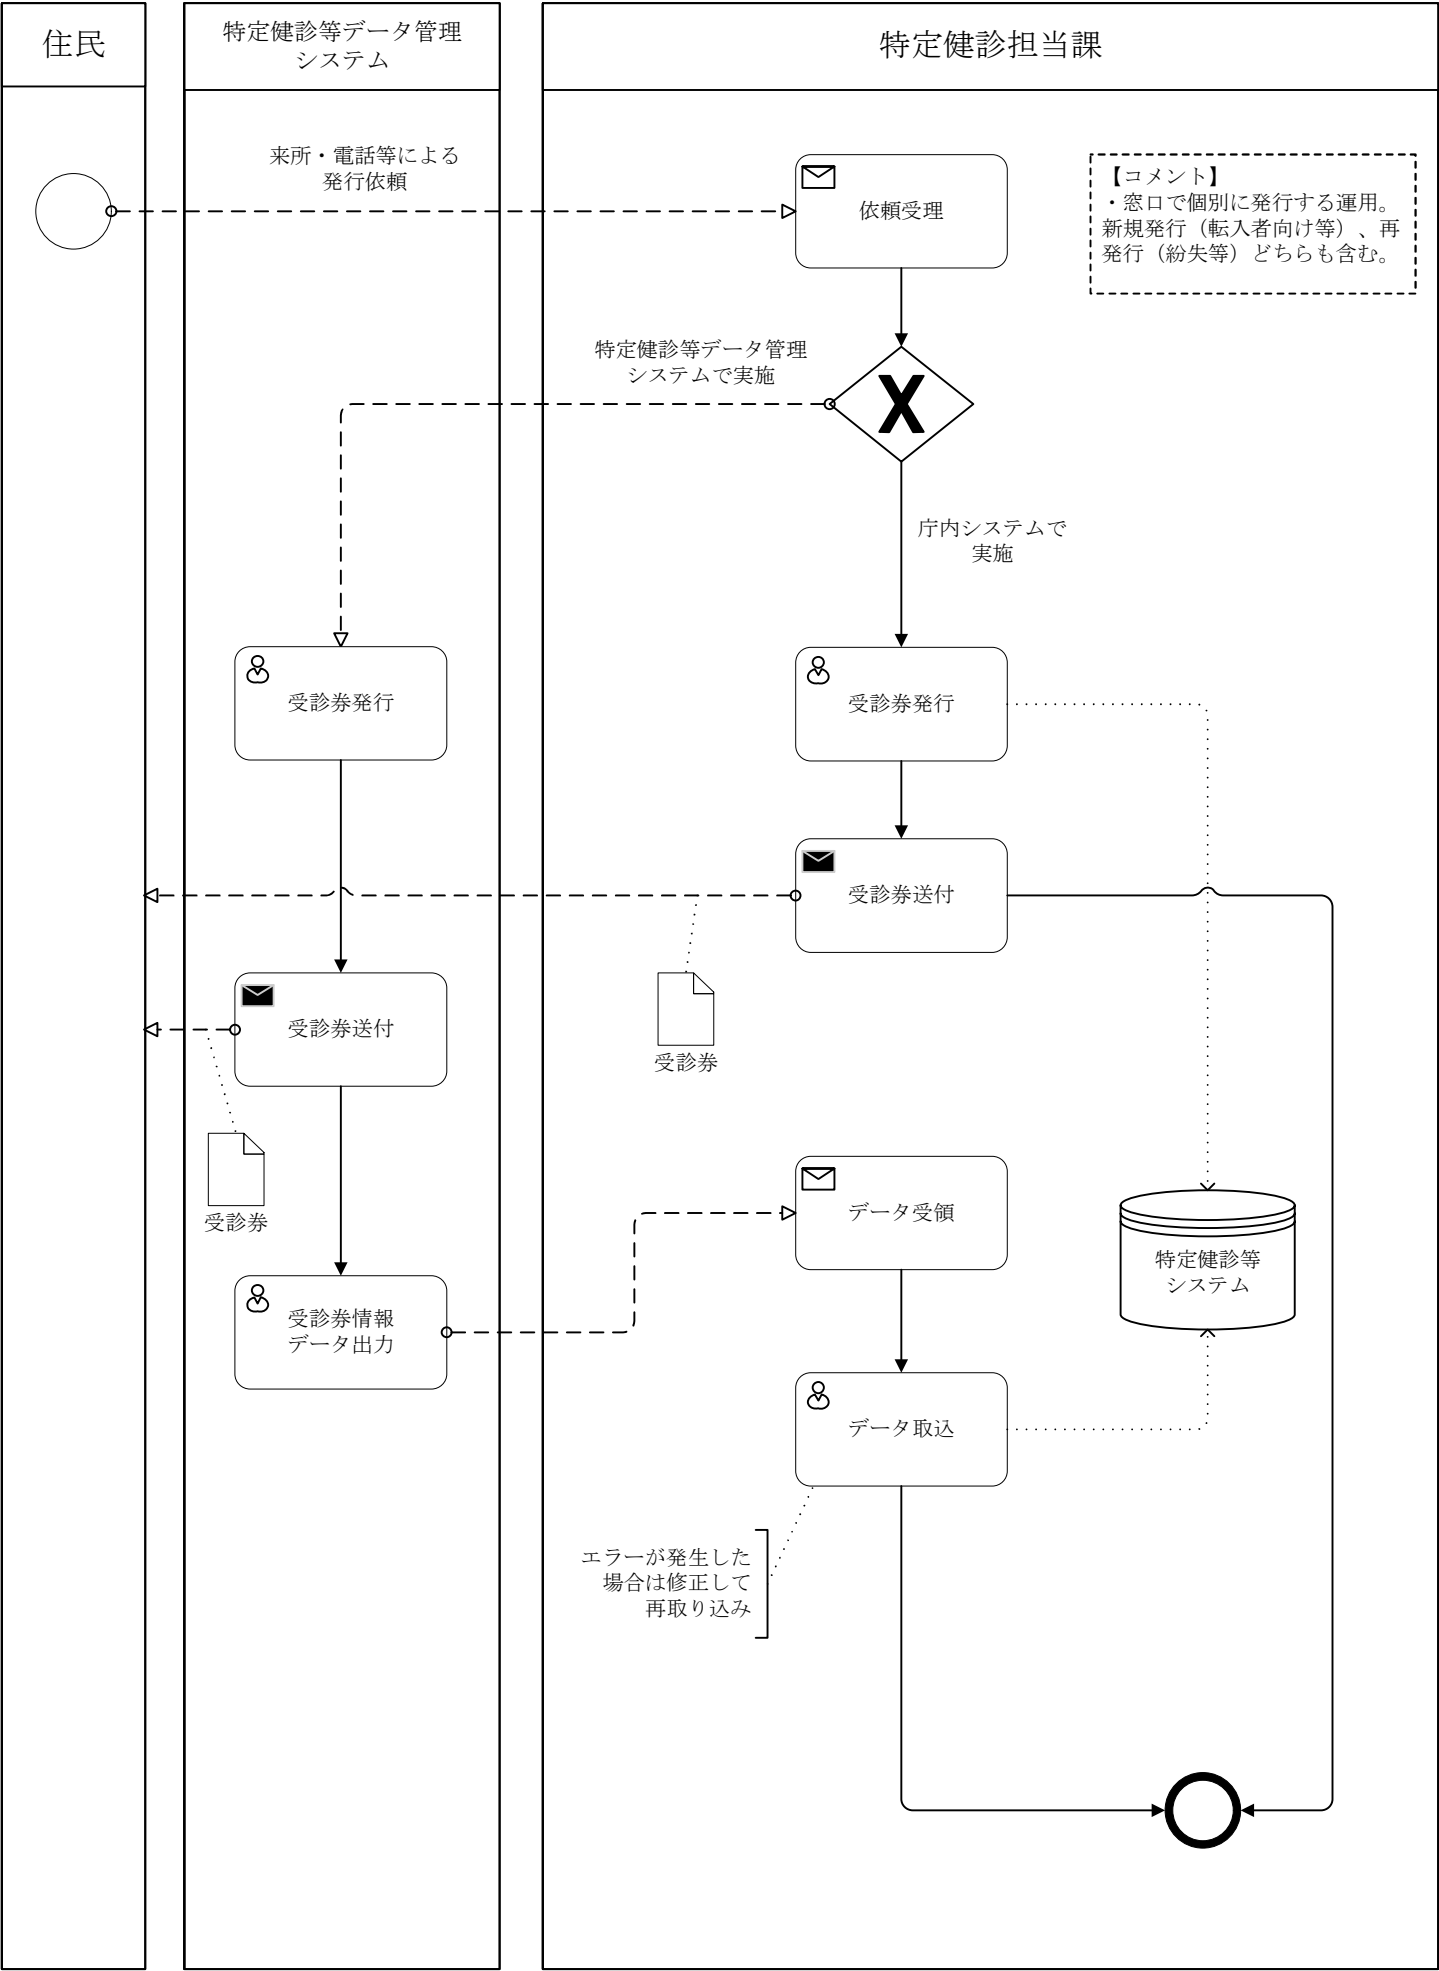 住民
特定健診等データ管理
システム
特定健診担当課
来所・電話等による
発行依頼
依頼受理
【コメント】
・窓口で個別に発行する運用。
新規発行（転入者向け等）、再
発行（紛失等）どちらも含む。
特定健診等データ管理
システムで実施
X
庁内システムで
実施
受診券発行
受診券発行
受診券送付
受診券送付
受診券
受診券
データ受領
特定健診等
システム
受診券情報
データ出力
データ取込
エラーが発生した
場合は修正して
再取り込み